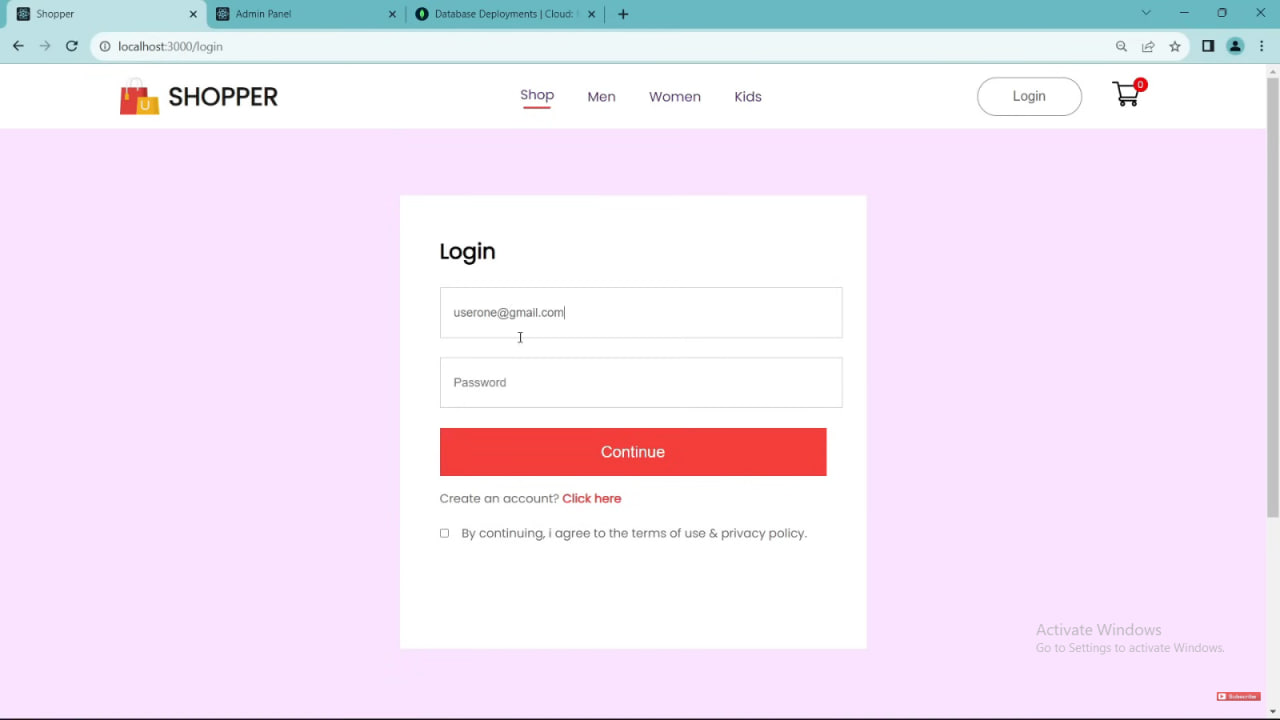 Shopper
Admin Panel
Database Deployments | Cloud:
localhost:3000/login
SHOPPER
Shop
Men
Women
Kids
Login
0
Login
userone@gmail.com
Password
Continue
Create an account? Click here
By continuing, i agree to the terms of use & privacy policy.
Activate Windows
Go to Settings to activate Windows.
Subscribe